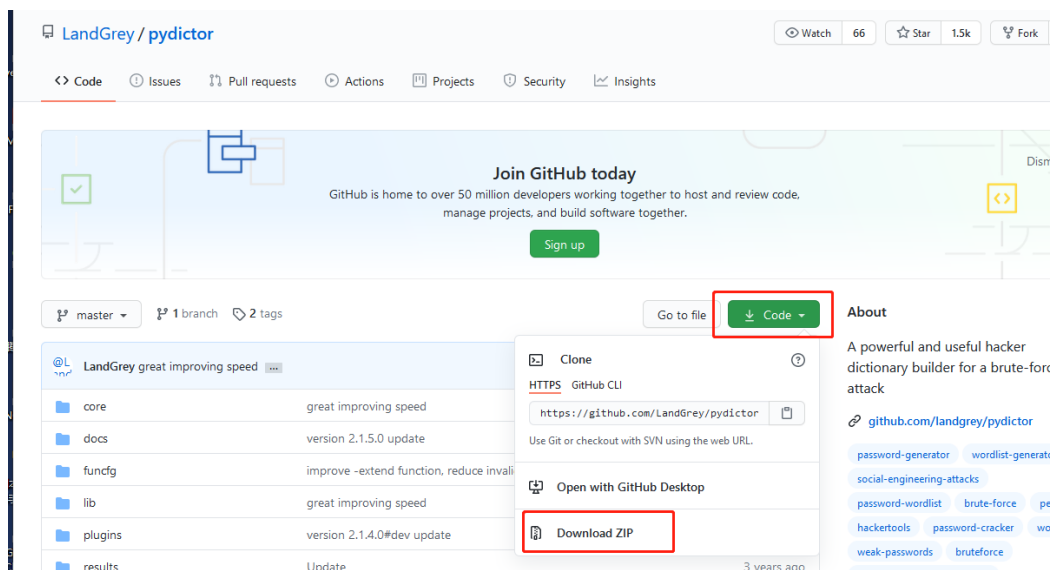 LandGrey / pydictor
Watch 66 Star 1.5k Fork
Code Issues Pull requests Actions Projects Security Insights
Dism
Join GitHub today
GitHub is home to over 50 million developers working together to host and review code,
manage projects, and build software together.
Sign up
master 1 branch 2 tags Go to file Code
About
A powerful and useful hacker
dictionary builder for a brute-forc
attack
github.com/landgrey/pydictor
password-generator wordlist-generato
social-engineering-attacks
password-wordlist brute-force pe
hackertools password-cracker wo
weak-passwords bruteforce
LandGrey great improving speed ...
core great improving speed
docs version 2.1.5.0 update
funcfg improve -extend function, reduce invali
lib great improving speed
plugins version 2.1.4.0#dev update
results Update 3 years ago
Clone
HTTPS GitHub CLI
https://github.com/LandGrey/pydictor
Use Git or checkout with SVN using the web URL.
Open with GitHub Desktop
Download ZIP